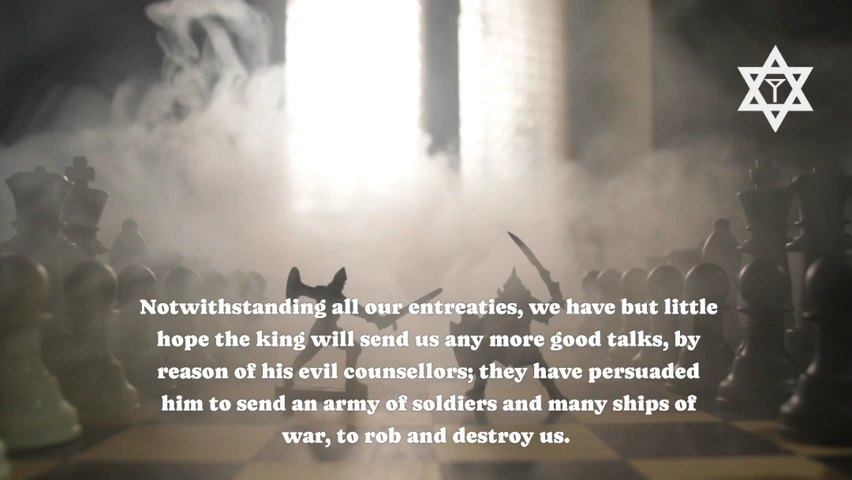 Notwithstanding all our entreaties, we have but little
hope the king will send us any more good talks, by
reason of his evil counsellors; they have persuaded
him to send an army of soldiers and many ships of
war, to rob and destroy us.